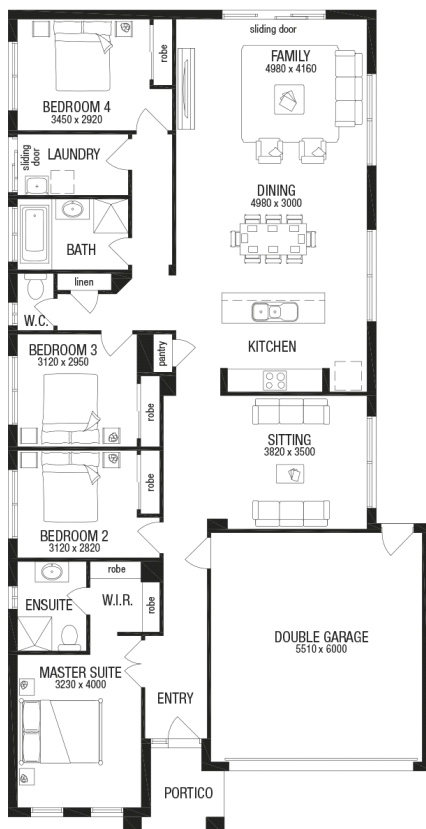 sliding door
FAMILY
4980 x 4160
robe
BEDROOM 4
3450 x 2920
sliding
door
LAUNDRY
DINING
4980 x 3000
BATH
linen
W.C.
KITCHEN
pantry
BEDROOM 3
3120 x 2950
robe
SITTING
3820 x 3500
robe
BEDROOM 2
3120 x 2820
robe
ENSUITE
W.I.R.
robe
DOUBLE GARAGE
5510 x 6000
MASTER SUITE
3230 x 4000
ENTRY
PORTICO